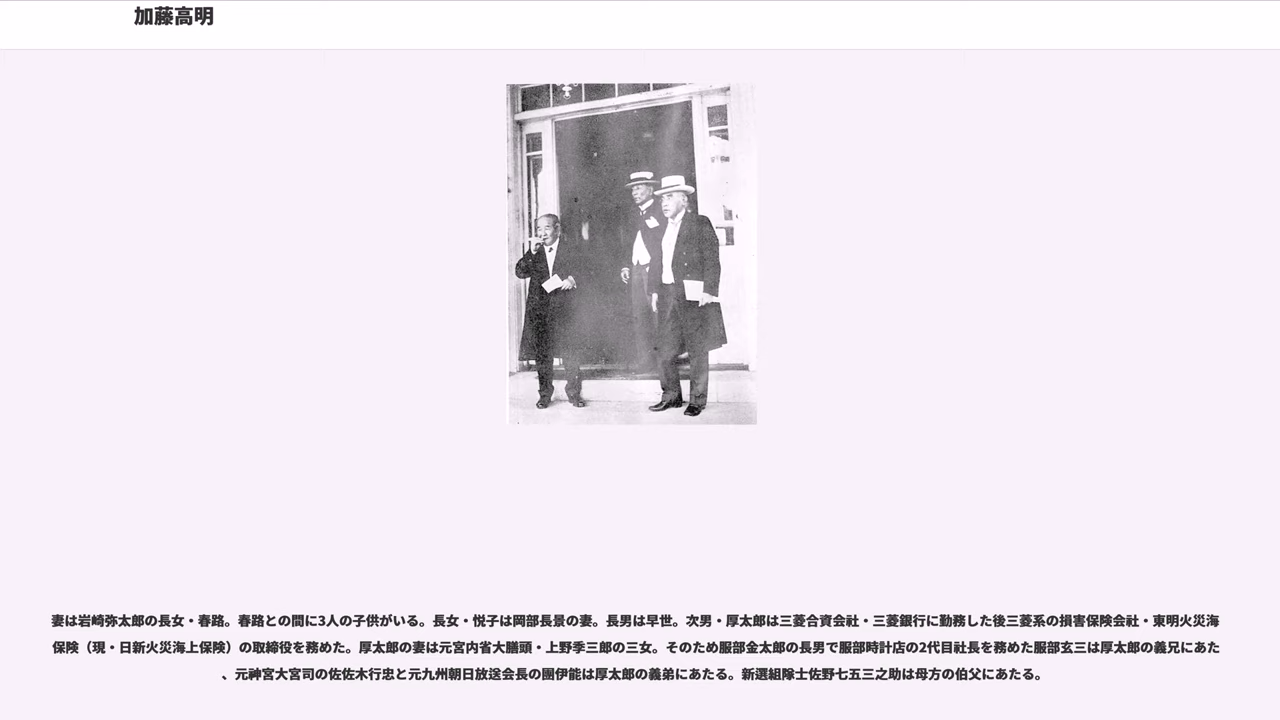 加藤高明
妻は岩崎弥太郎の長女・春路。春路との間に3人の子供がいる。長女・悦子は岡部長景の妻。長男は早世。次男・厚太郎は三菱合資会社・三菱銀行に勤務した後三菱系の損害保険会社・東明火災海
保険（現・日新火災海上保険）の取締役を務めた。厚太郎の妻は元宮内省大膳頭・上野季三郎の三女。そのため服部金太郎の長男で服部時計店の2代目社長を務めた服部玄三は厚太郎の義兄にあた
、元神宮大宮司の佐佐木行忠と元九州朝日放送会長の團伊能は厚太郎の義弟にあたる。新選組隊士佐野七五三之助は母方の伯父にあたる。